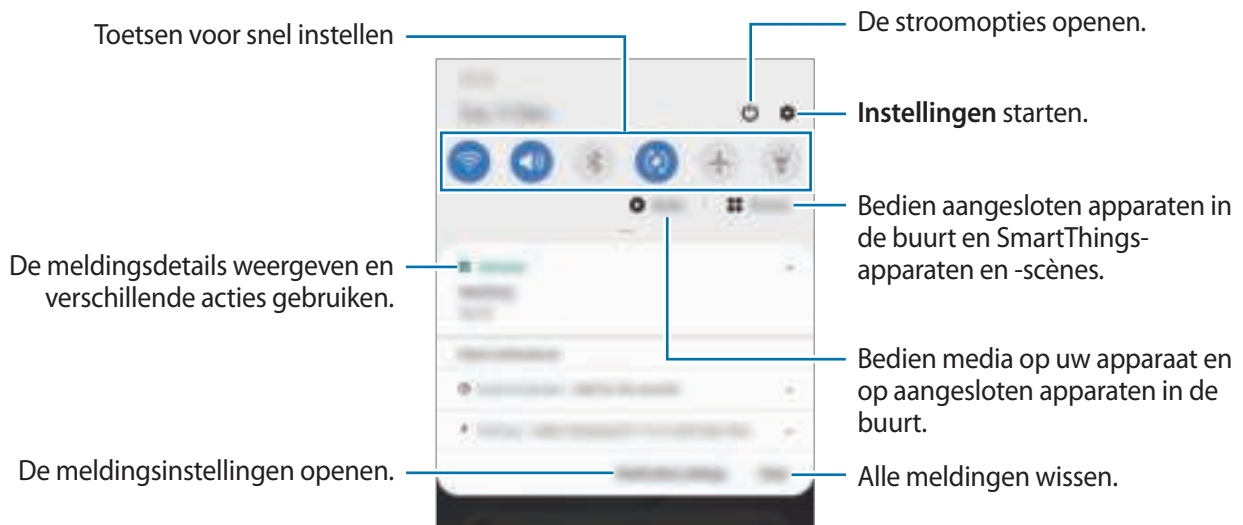 De stroomopties openen.
Toetsen voor snel instellen
Instellingen starten.
Bedien aangesloten apparaten in
de buurt en SmartThings-
apparaten en -scènes.
De meldingsdetails weergeven en
verschillende acties gebruiken.
Bedien media op uw apparaat en
op aangesloten apparaten in de
buurt.
De meldingsinstellingen openen.
Alle meldingen wissen.